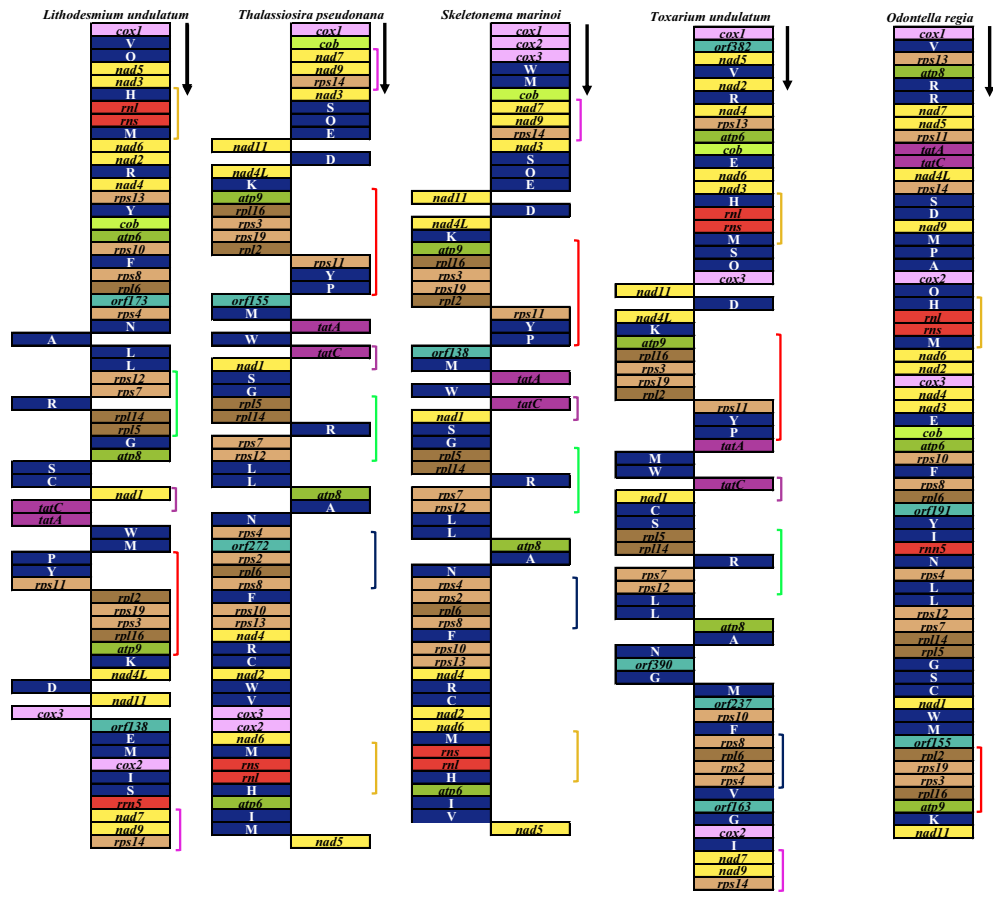 Lithodesmium undulatum
cox1
V
O
nad5
nad3
H
rnl
rns
M
nad6
nad2
R
nad4
rps13
Y
cob
atp6
rps10
F
rps8
rpl6
orf173
rps4
N
A
L
L
rps12
rps7
R
rpl14
rpl5
G
atp8
S
C
nad1
tatC
tatA
W
M
P
Y
rps11
rpl2
rps19
rps3
rpl16
atp9
K
nad4L
D
nad11
cox3
orf138
E
M
cox2
I
S
rrn5
nad7
nad9
rps14
Thalassiosira pseudonana
cox1
cob
nad7
nad9
rps14
nad3
S
O
E
nad11
D
nad4L
K
atp9
rpl16
rps3
rps19
rpl2
rps11
Y
P
orf155
M
tatA
W
tatC
nad1
S
G
rpl5
rpl14
R
rps7
rps12
L
L
atp8
A
N
rps4
orf272
rps2
rpl6
rps8
F
rps10
rps13
nad4
R
C
nad2
W
V
cox3
cox2
nad6
M
rns
rnl
H
atp6
I
M
nad5
Skeletonema marinoi
cox1
cox2
cox3
W
M
cob
nad7
nad9
rps14
nad3
S
O
E
nad11
D
nad4L
K
atp9
rpl16
rps3
rps19
rpl2
rps11
Y
P
orf138
M
tatA
W
tatC
nad1
S
G
rpl5
rpl14
R
rps7
rps12
L
L
atp8
A
N
rps4
rps2
rpl6
rps8
F
rps10
rps13
nad4
R
C
nad2
nad6
M
rns
rnl
H
atp6
I
V
nad5
Toxarium undulatum
cox1
orf382
nad5
V
nad2
R
nad4
rps13
atp6
cob
E
nad6
nad3
H
rnl
rns
M
S
O
cox3
nad11
D
nad4L
K
atp9
rpl16
rps3
rps19
rpl2
rps11
Y
P
tatA
M
W
tatC
nad1
C
S
rpl5
rpl14
R
rps7
rps12
L
L
atp8
A
N
orf390
G
M
orf237
rps10
F
rps8
rpl6
rps2
rps4
V
orf163
G
cox2
I
nad7
nad9
rps14
Odontella regia
cox1
V
rps13
atp8
R
R
nad7
nad5
rps11
tatA
tatC
nad4L
rps14
S
D
nad9
M
P
A
cox2
O
H
rnl
rns
M
nad6
nad2
cox3
nad4
nad3
E
cob
atp6
rps10
F
rps8
rpl6
orf191
Y
I
rnn5
N
rps4
L
L
rps12
rps7
rpl14
rpl5
G
S
C
nad1
W
M
orf155
rpl2
rps19
rps3
rpl16
atp9
K
nad11